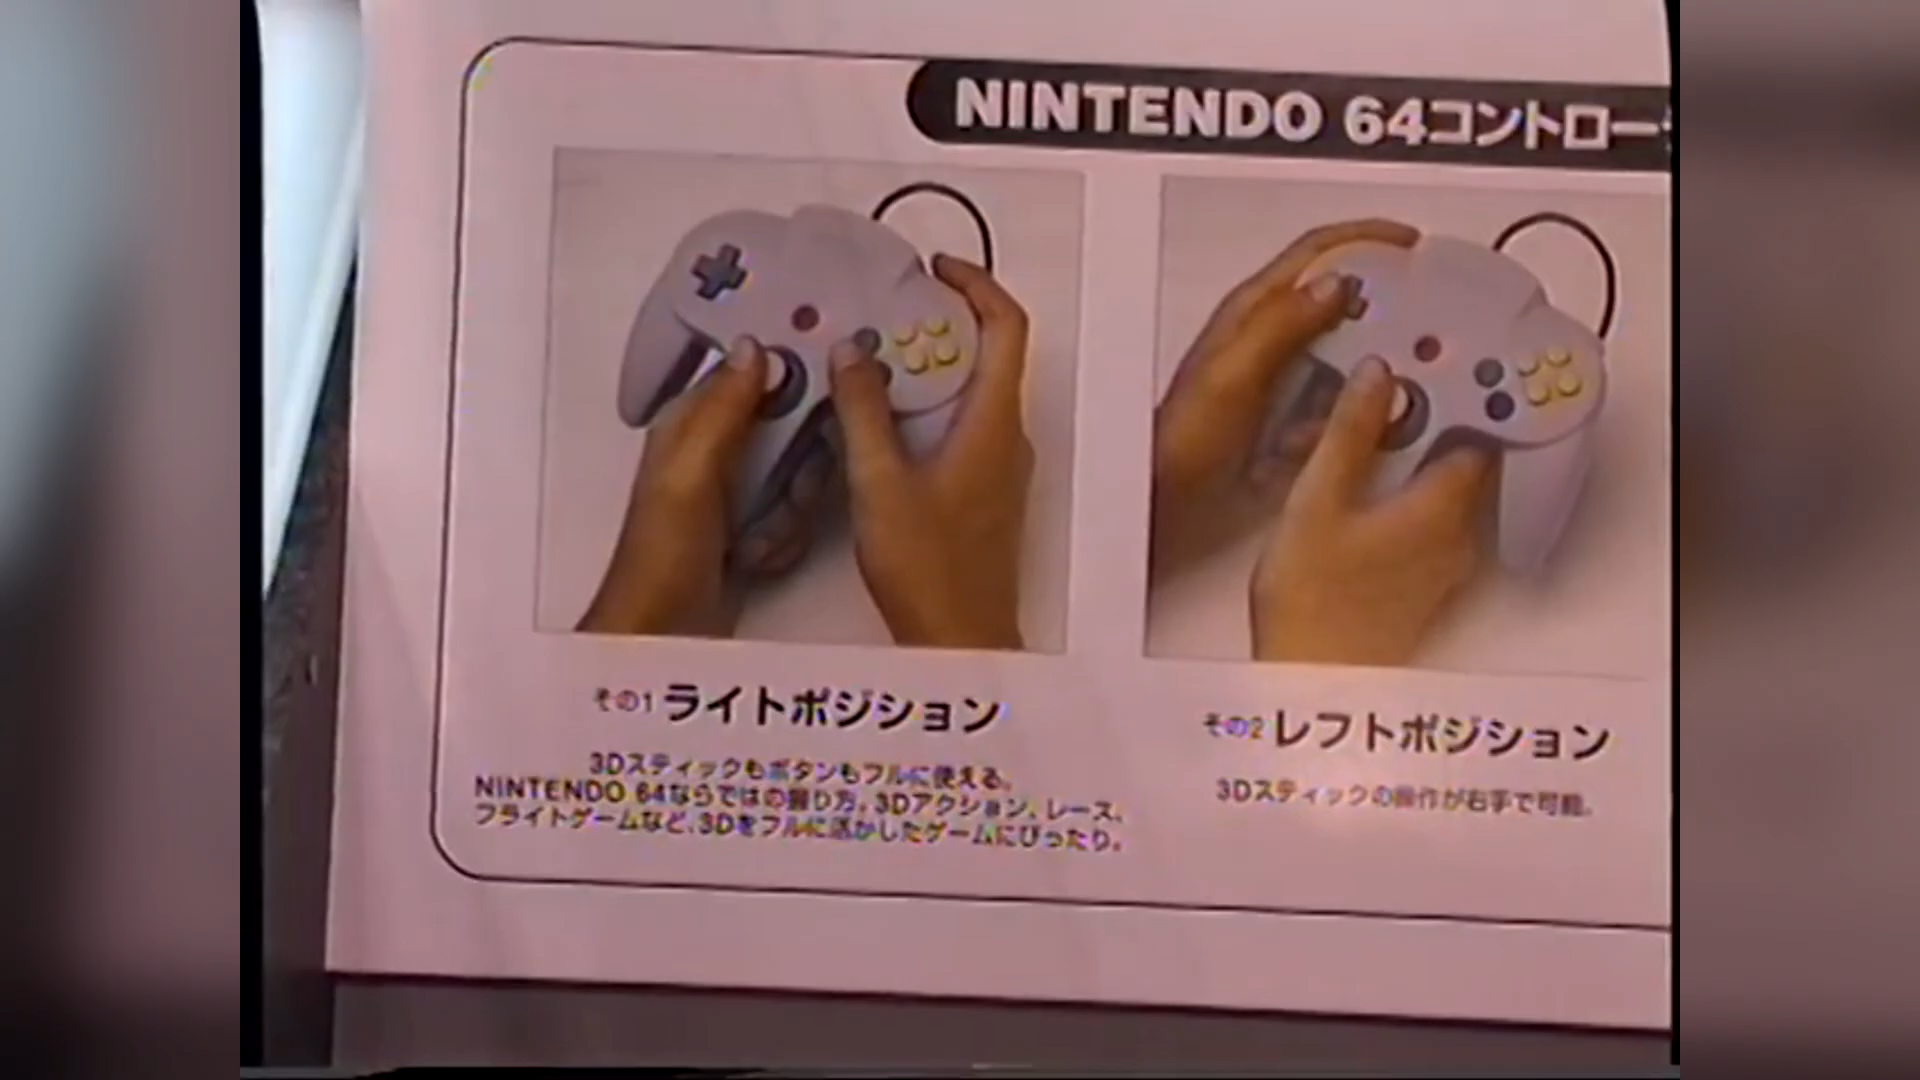 NINTENDO 64コントロー
その1 ライトポジション
3Dスティックもボタンもフルに使える。
NINTENDO 64ならではの握り方。3Dアクション、レース、
フライトゲームなど、3Dをフルに活かしたゲームにぴったり。
その2 レフトポジション
3Dスティックの操作が右手で可能。